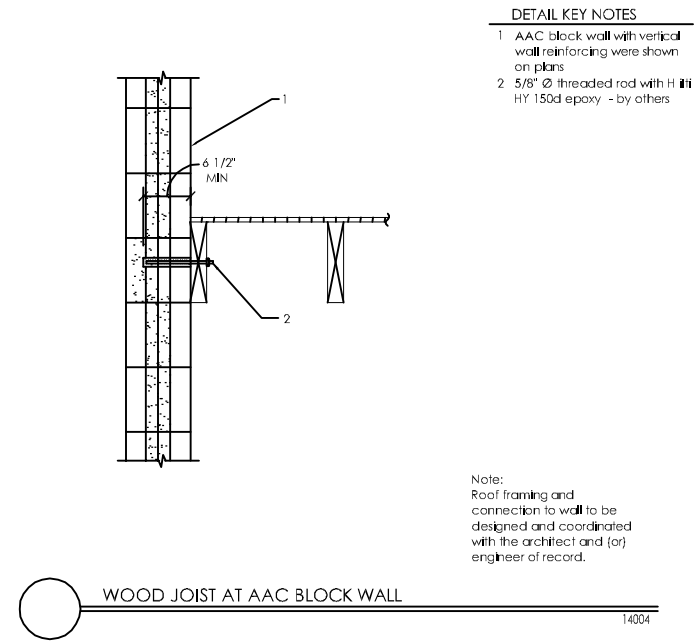 DETAIL KEY NOTES
1 AAC block wall with vertical
wall reinforcing were shown
on plans
2 5/8" Ø threaded rod with Hilti
HY 150d epoxy - by others
1
6 1/2"
MIN
2
Note:
Roof framing and
connection to wall to be
designed and coordinated
with the architect and (or)
engineer of record.
WOOD JOIST AT AAC BLOCK WALL
14004